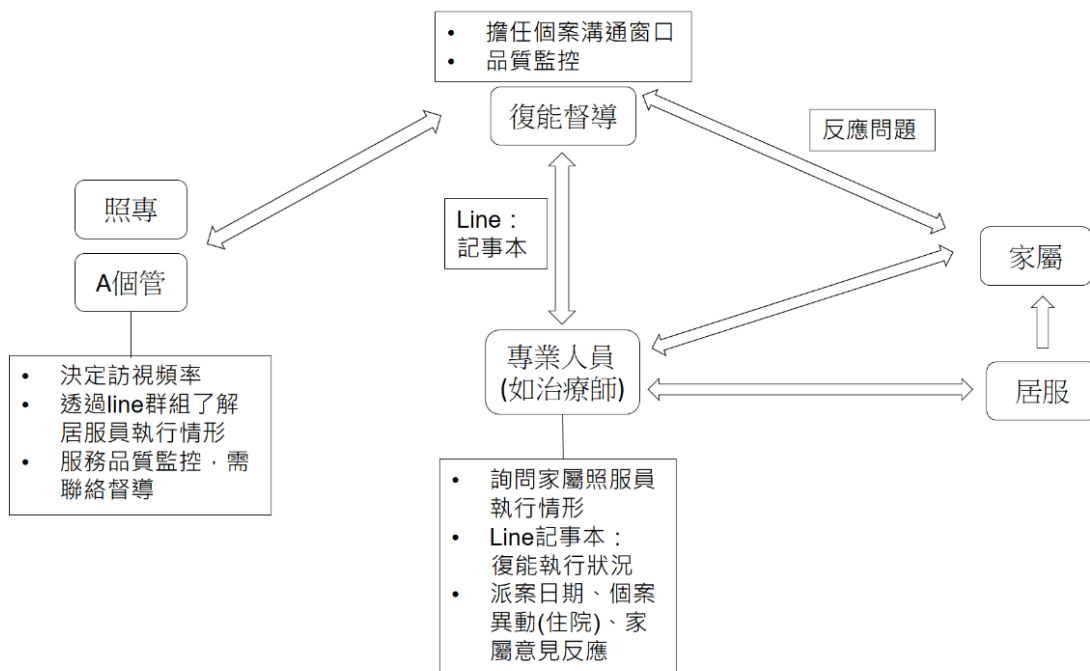 • 擔任個案溝通窗口
• 品質監控
復能督導
反應問題
照專
A個管
Line：
記事本
家屬
專業人員
(如治療師)
居服
• 決定訪視頻率
• 透過line群組了解
居服員執行情形
• 服務品質監控，需
聯絡督導
• 詢問家屬照服員
執行情形
• Line記事本：
復能執行狀況
• 派案日期、個案
異動(住院)、家
屬意見反應